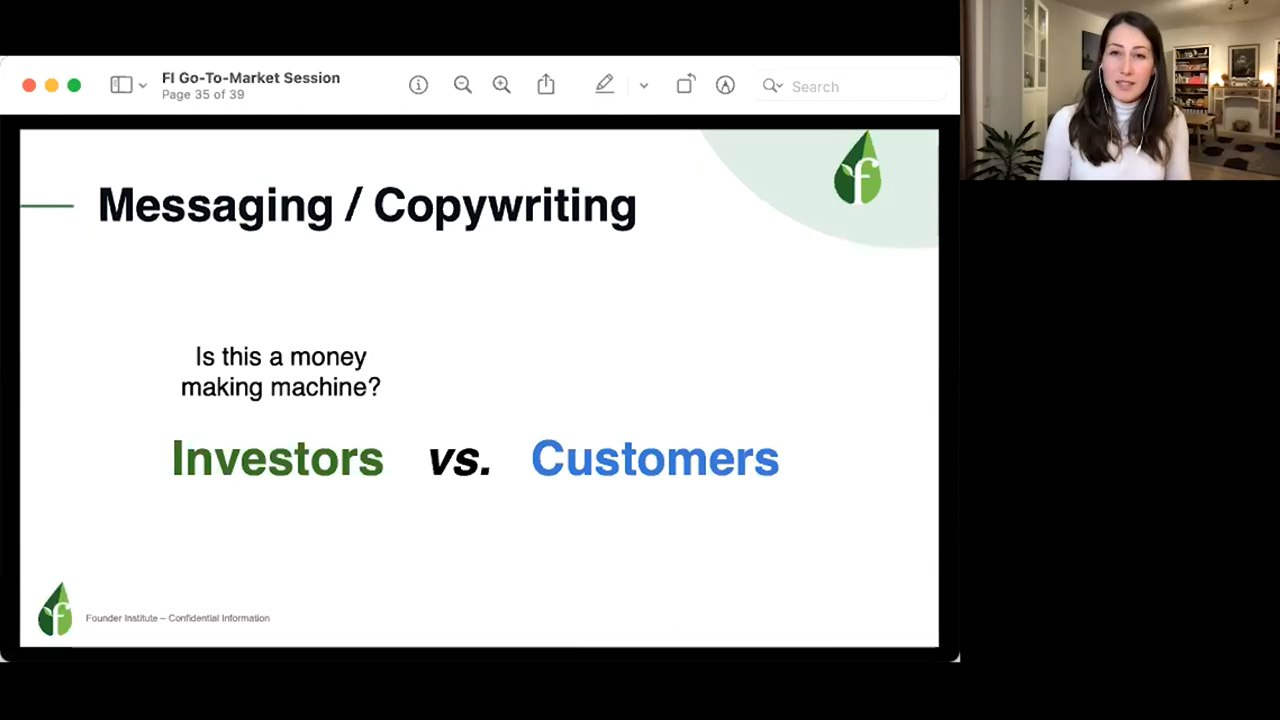 FI Go-To-Market Session
Page 35 of 39
Search
Messaging / Copywriting
f
Is this a money
making machine?
Investors vs. Customers
f
Founder Institute – Confidential Information